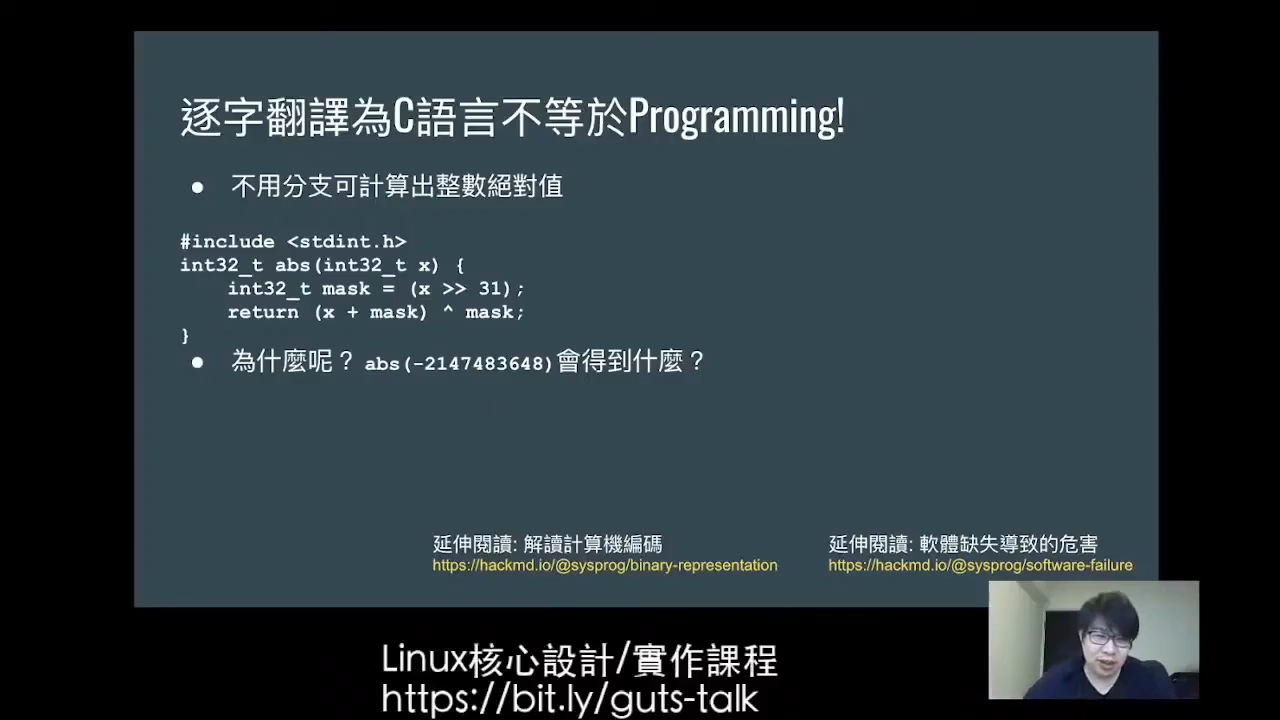 逐字翻譯為C語言不等於Programming!
● 不用分支可計算出整數絕對值
#include <stdint.h>
int32_t abs(int32_t x) {
    int32_t mask = (x >> 31);
    return (x + mask) ^ mask;
}
● 為什麼呢？ abs(-2147483648)會得到什麼？
延伸閱讀: 解讀計算機編碼
https://hackmd.io/@sysprog/binary-representation
延伸閱讀: 軟體缺失導致的危害
https://hackmd.io/@sysprog/software-failure
Linux核心設計/實作課程
https://bit.ly/guts-talk